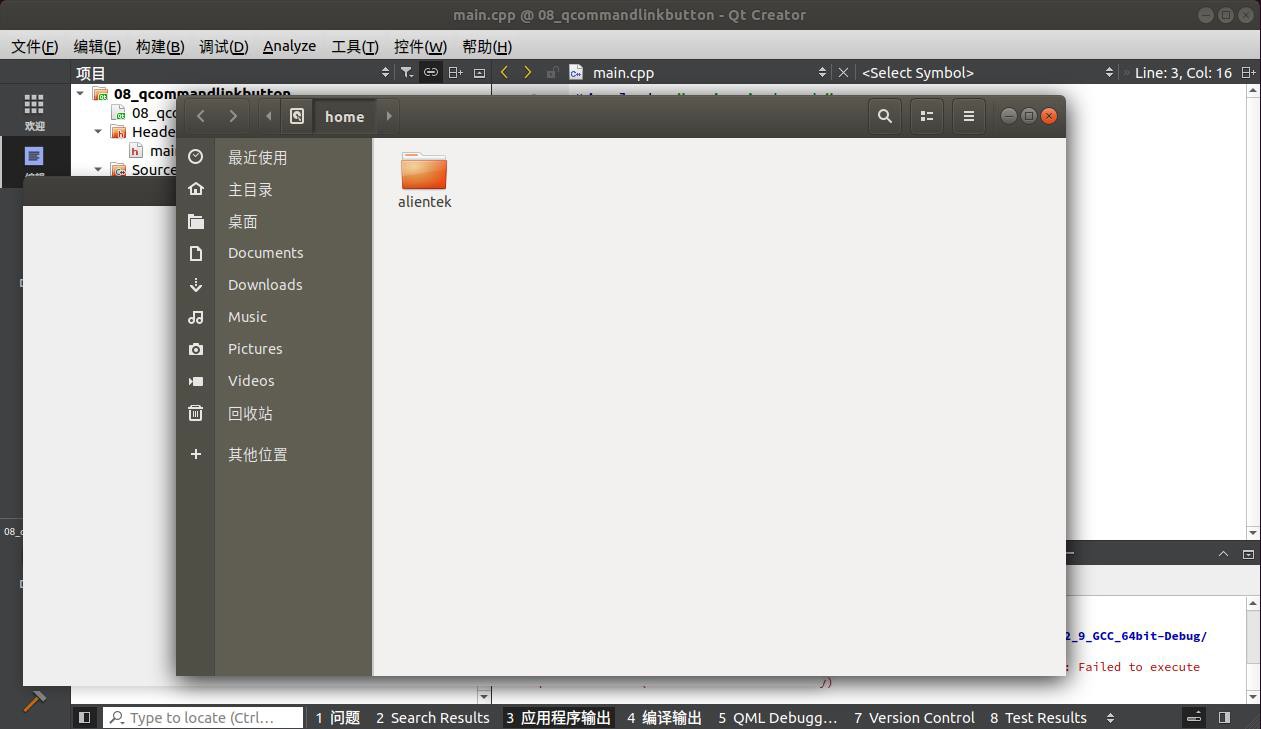 main.cpp @ 08_qcommandlinkbutton - Qt Creator
文件(F) 编辑(E) 构建(B) 调试(D) Analyze 工具(T) 控件(W) 帮助(H)
项目
main.cpp
<Select Symbol>
Line: 3, Col: 16
08_qcommandlinkbutton
欢迎
home
最近使用
主目录
桌面
Documents
Downloads
Music
Pictures
Videos
回收站
其他位置
alientek
2_9_GCC_64bit-Debug/
: Failed to execute
Type to locate (Ctrl...
1 问题 2 Search Results 3 应用程序输出 4 编译输出 5 QML Debugg... 7 Version Control 8 Test Results